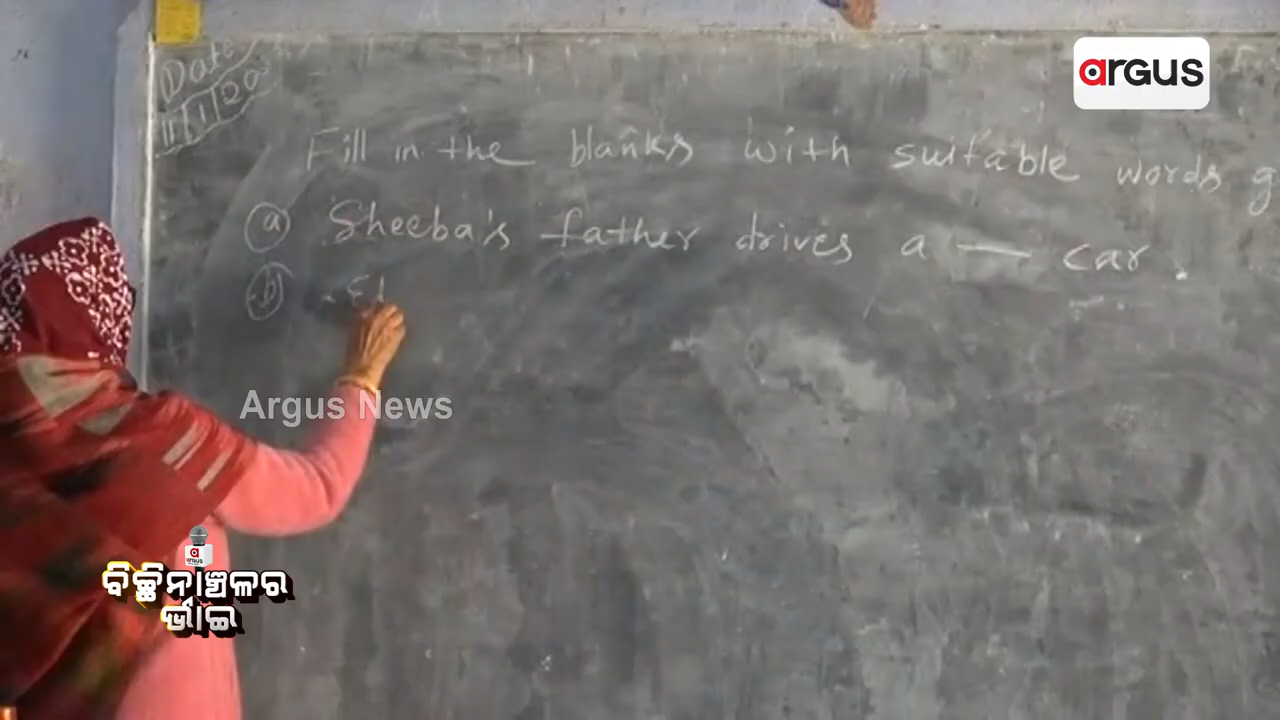 argus
Date
11/1/20
Fill in the blanks with suitable words g
(a) Sheeba's father drives a — car.
(b)
Argus News
argus
ବିଚ୍ଛିନାଞ୍ଚଳର
ଭାଇ